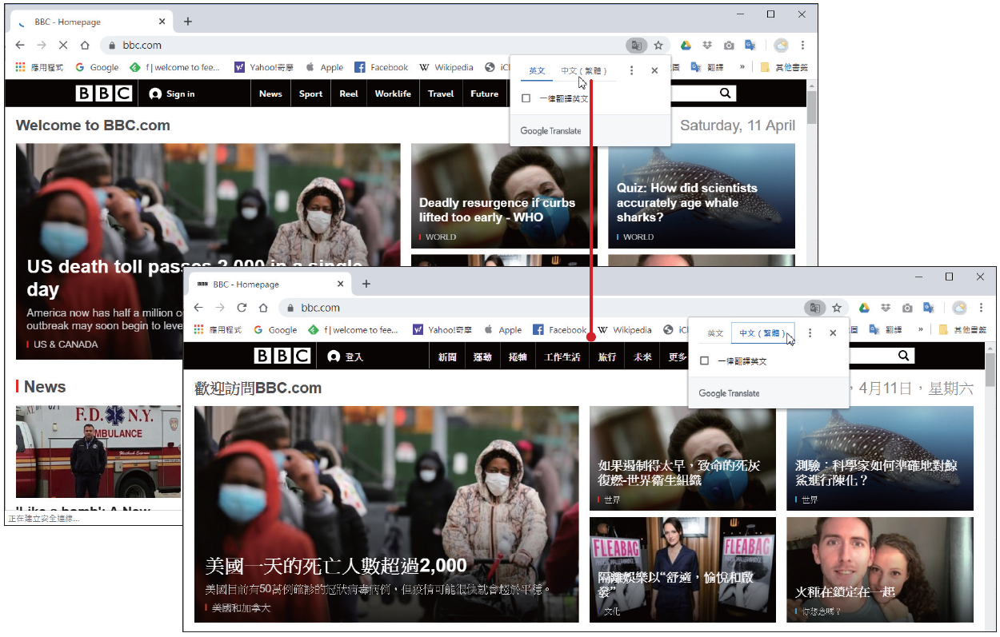 BBC - Homepage
bbc.com
應用程式 Google f | welcome to fee... Yahoo!奇摩 Apple Facebook Wikipedia iCl 圖 翻譯 » 其他書籤
英文 中文 ( 繁體 )
一律翻譯英文
Google Translate
BBC Sign in News Sport Reel Worklife Travel Future
Welcome to BBC.com
Saturday, 11 April
US death toll passes 2,000 in a single day
America now has half a million c
outbreak may soon begin to leve
US & CANADA
Deadly resurgence if curbs
lifted too early - WHO
WORLD
Quiz: How did scientists
accurately age whale
sharks?
WORLD
News
F.D. N.Y.
AMBULANCE
'Like a bomb': A New
正在建立安全連線...
BBC - Homepage
bbc.com
應用程式 Google f | welcome to fee... Yahoo!奇摩 Apple Facebook Wikipedia iCl 圖 翻譯 » 其他書籤
英文 中文 ( 繁體 )
一律翻譯英文
Google Translate
BBC 登入 新聞 運動 捲軸 工作生活 旅行 未來 更多
歡迎訪問BBC.com
，4月11日，星期六
美國一天的死亡人數超過2,000
美國目前有50萬例確診的冠狀病毒病例，但疫情可能很快就會趨於平穩。
美國和加拿大
如果遏制得太早，致命的死灰
復燃-世界衛生組織
世界
測驗：科學家如何準確地對鯨
鯊進行陳化？
世界
FLEABAG
FLEABAG
隔離娛樂以“舒適，愉悅和啟
發”
文化
火種在鎖定在一起
你想念嗎？